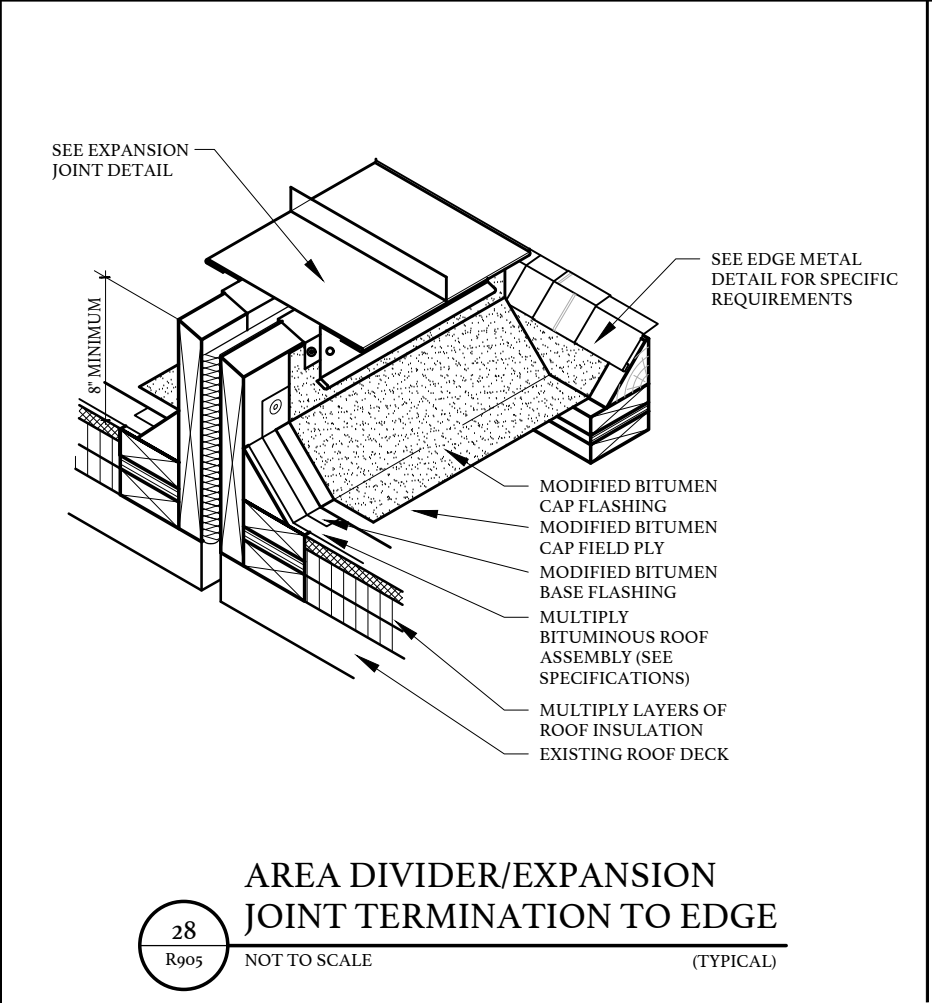 SEE EXPANSION
JOINT DETAIL
8" MINIMUM
SEE EDGE METAL
DETAIL FOR SPECIFIC
REQUIREMENTS
MODIFIED BITUMEN
CAP FLASHING
MODIFIED BITUMEN
CAP FIELD PLY
MODIFIED BITUMEN
BASE FLASHING
MULTIPLY
BITUMINOUS ROOF
ASSEMBLY (SEE
SPECIFICATIONS)
MULTIPLY LAYERS OF
ROOF INSULATION
EXISTING ROOF DECK
AREA DIVIDER/EXPANSION
JOINT TERMINATION TO EDGE
28
R905
NOT TO SCALE
(TYPICAL)